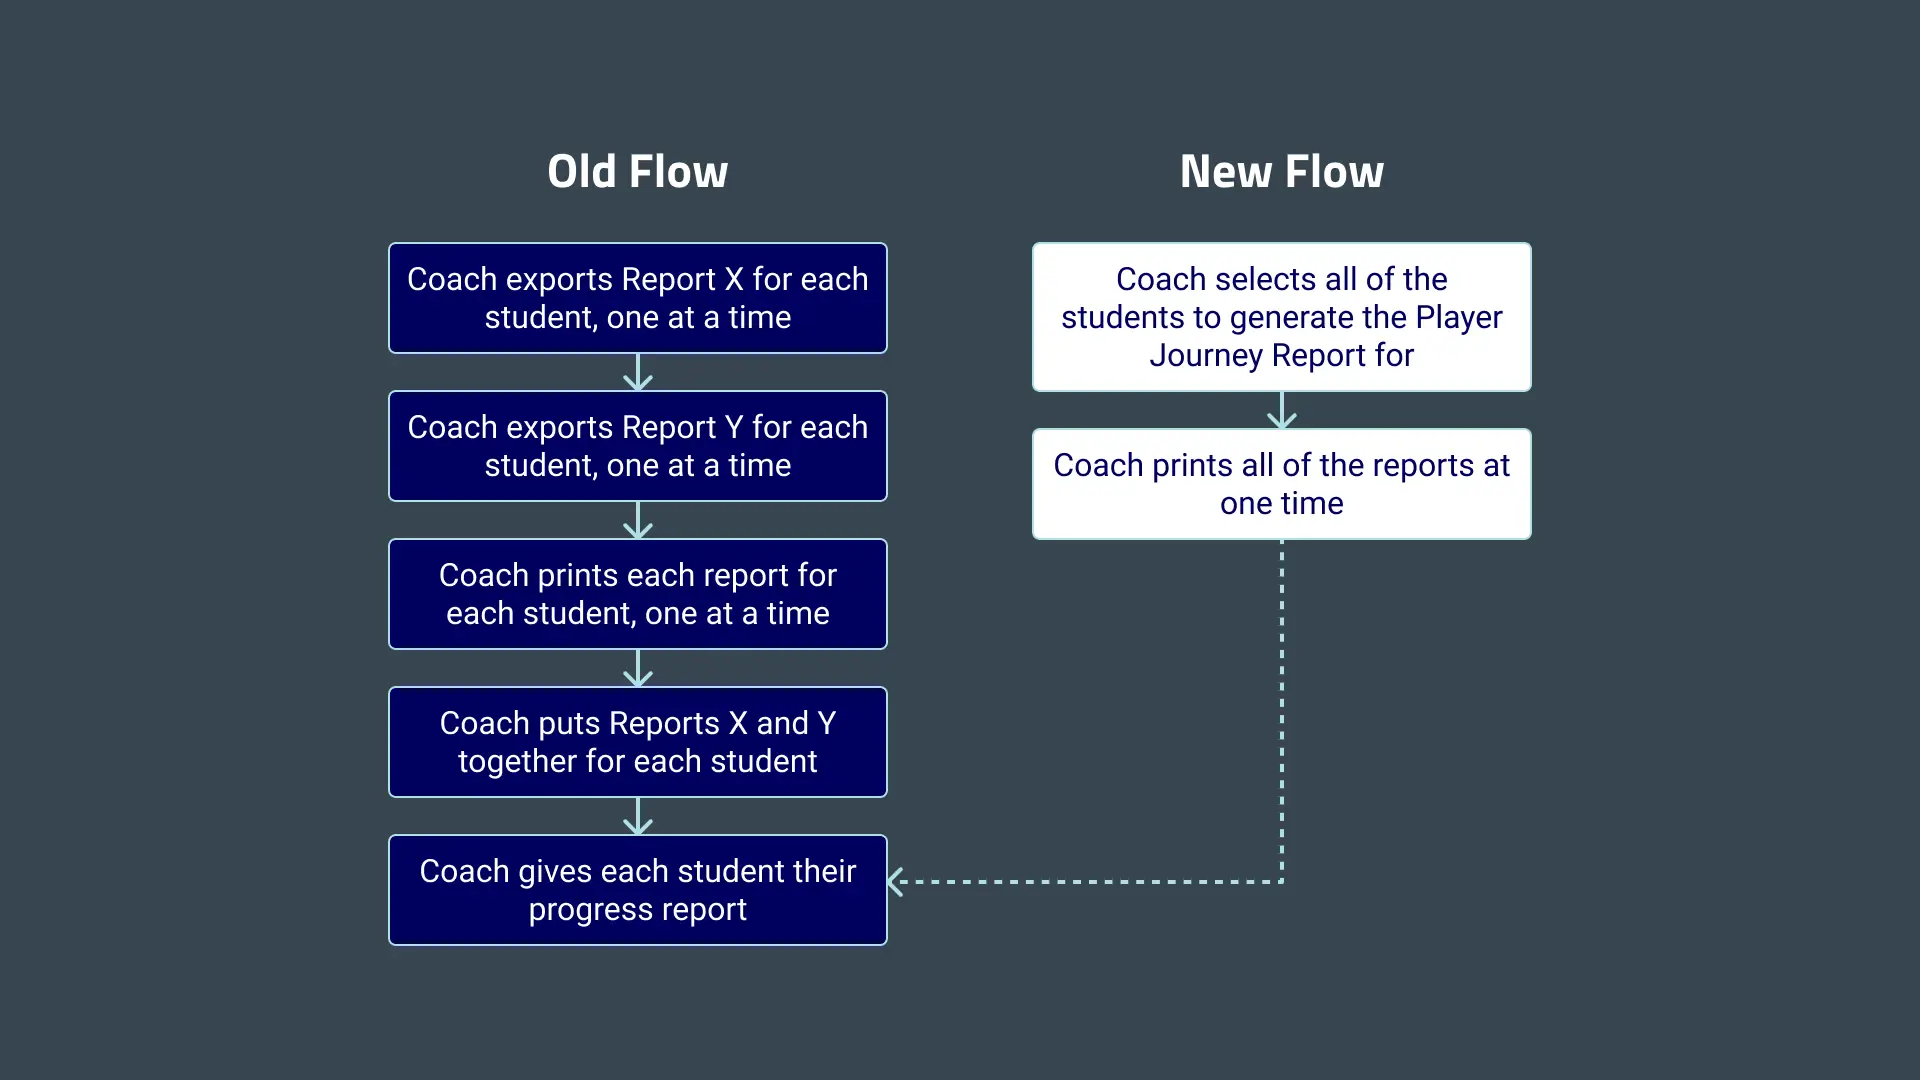 Old Flow
Coach exports Report X for each
student, one at a time
Coach exports Report Y for each
student, one at a time
Coach prints each report for
each student, one at a time
Coach puts Reports X and Y
together for each student
Coach gives each student their
progress report
New Flow
Coach selects all of the
students to generate the Player
Journey Report for
Coach prints all of the reports at
one time